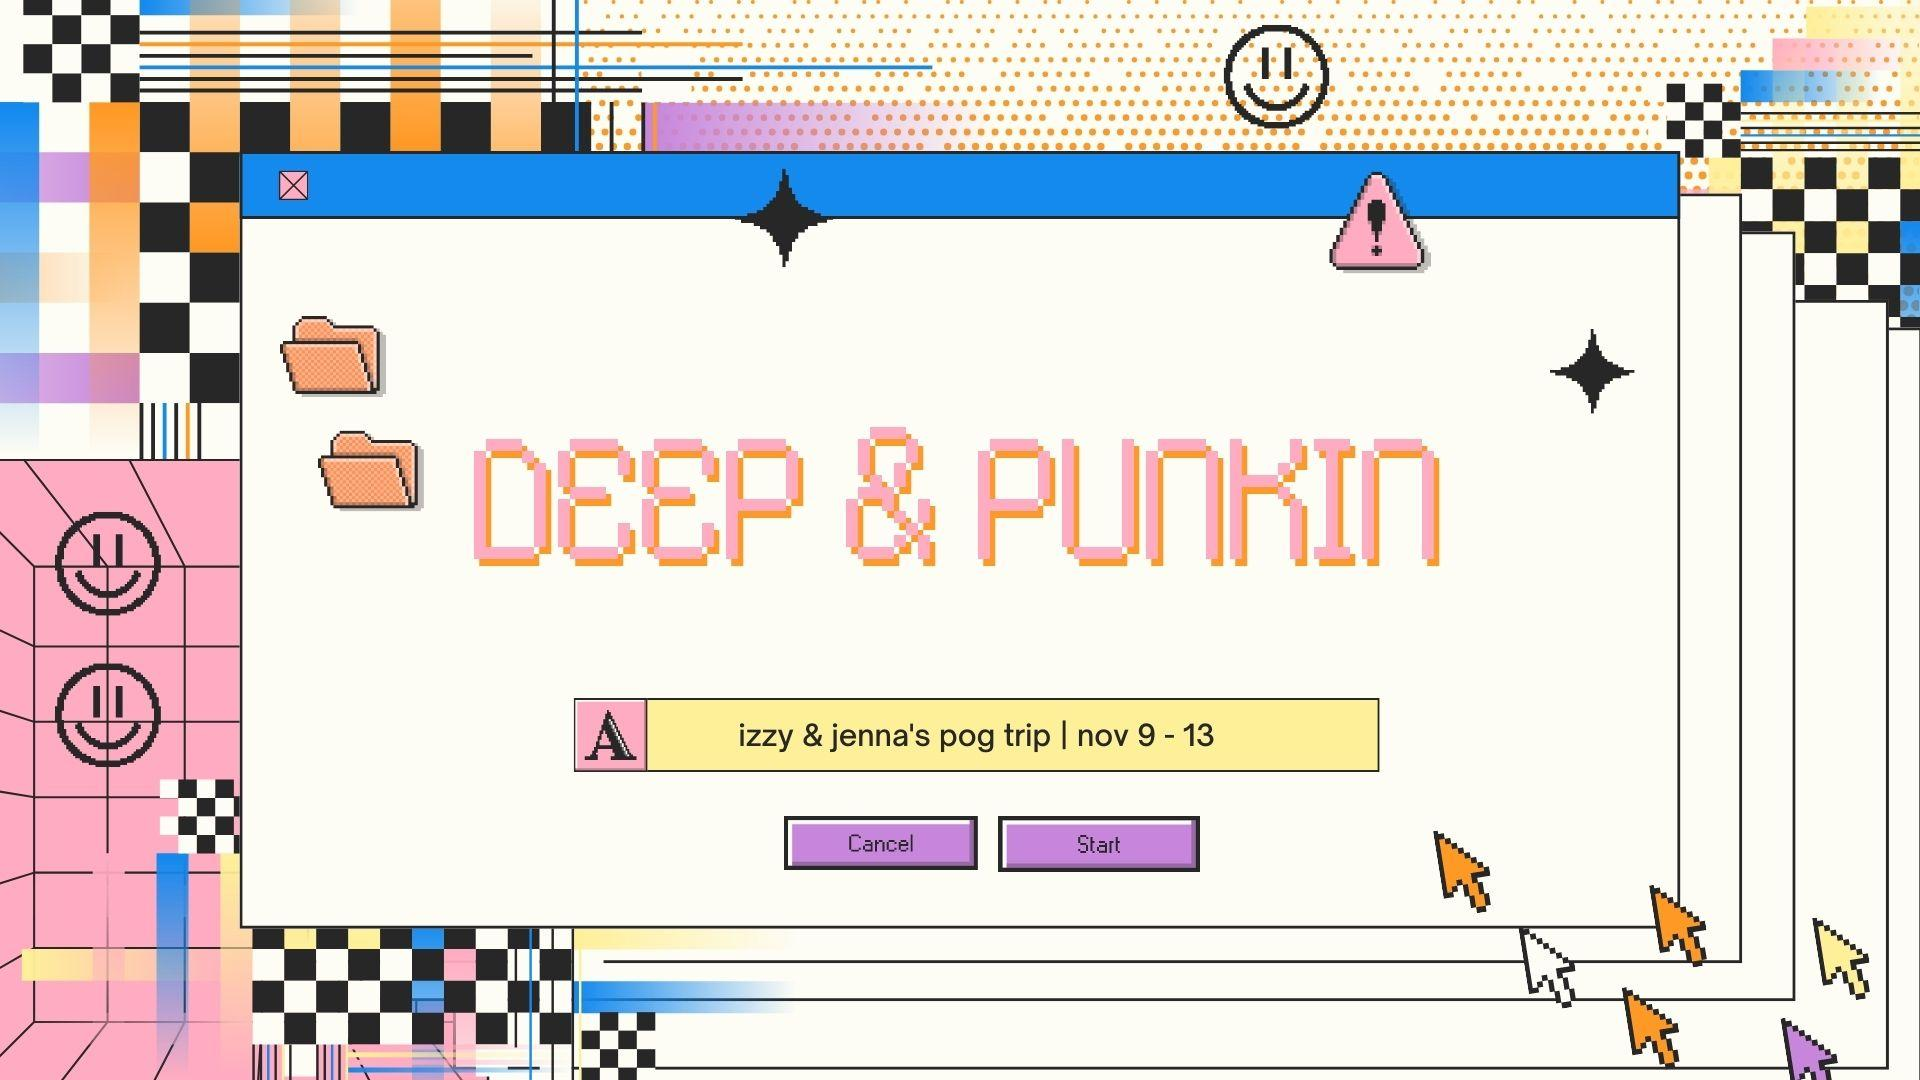 DEEP & PUNKIN
A
izzy & jenna's pog trip | nov 9 - 13
Cancel
Start